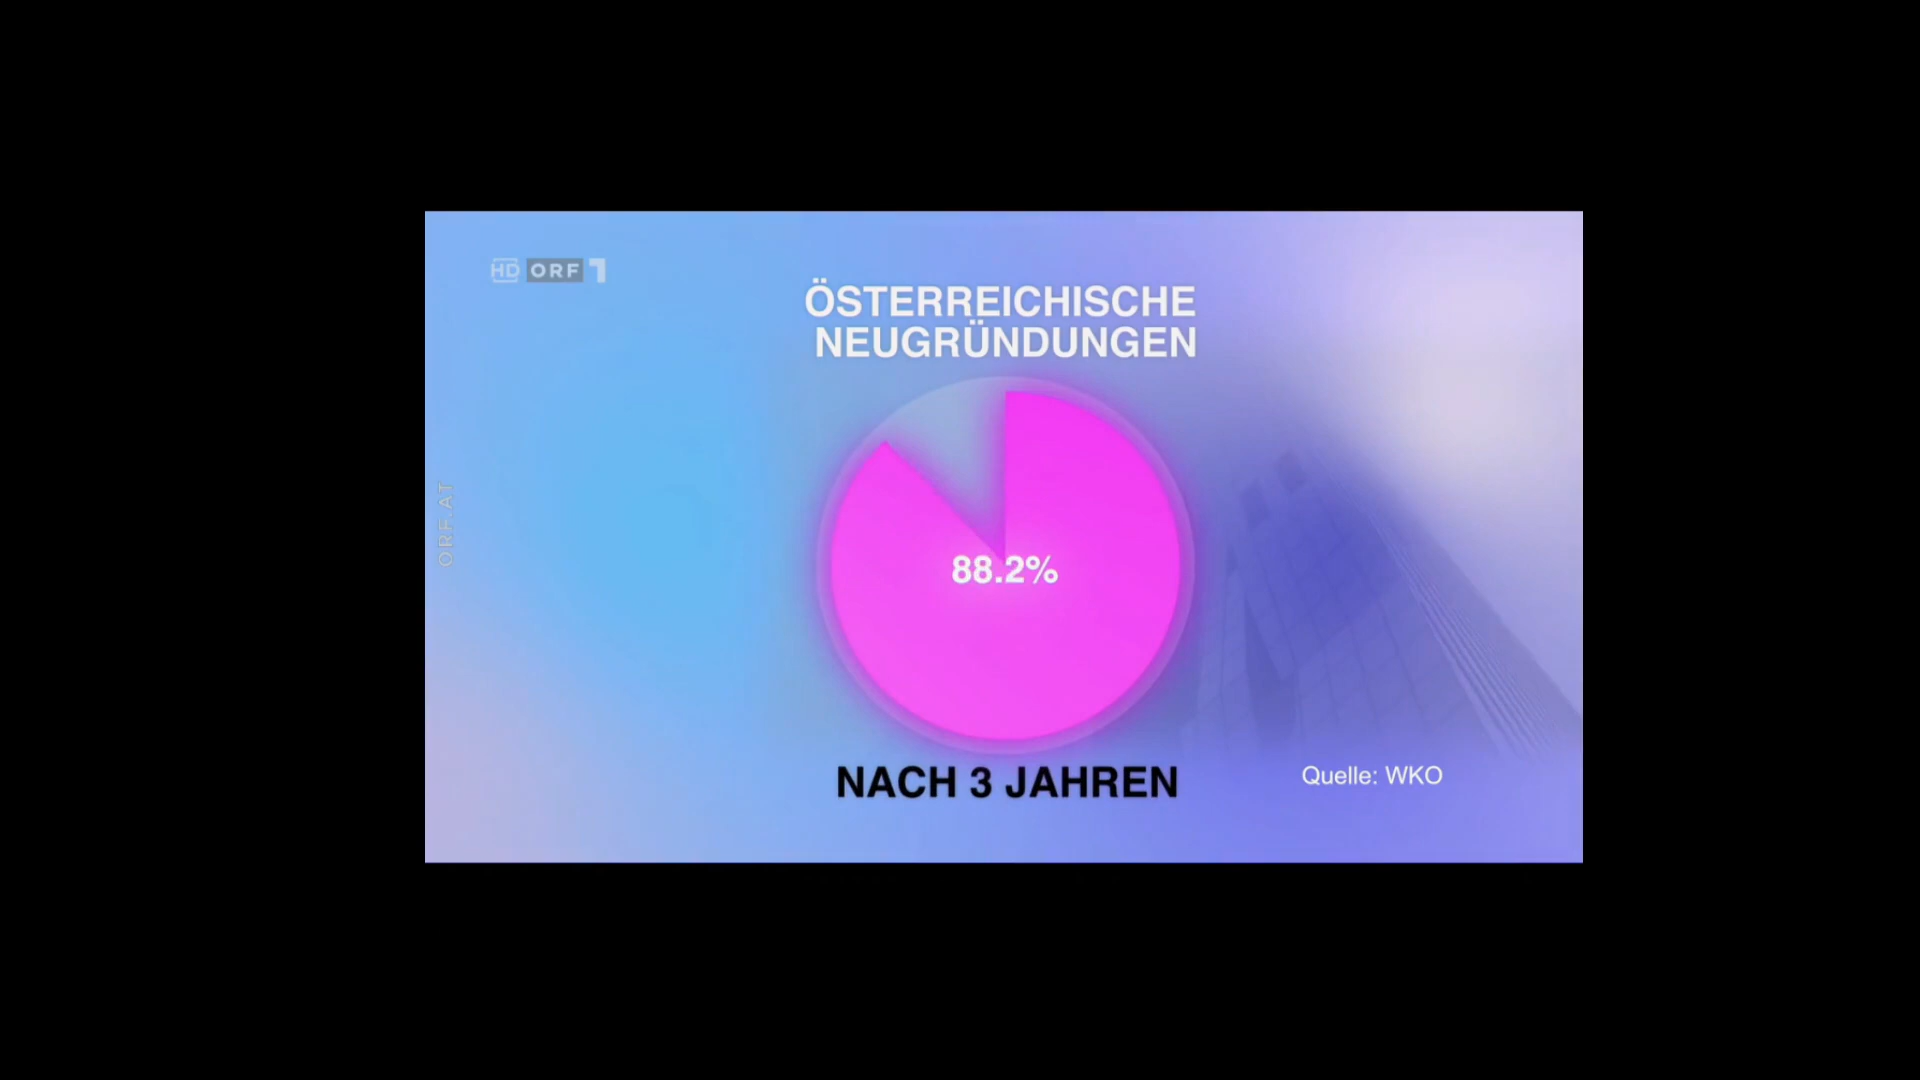 HD ORF 1
ÖSTERREICHISCHE
NEUGRÜNDUNGEN
ORF.AT
88.2%
NACH 3 JAHREN
Quelle: WKO